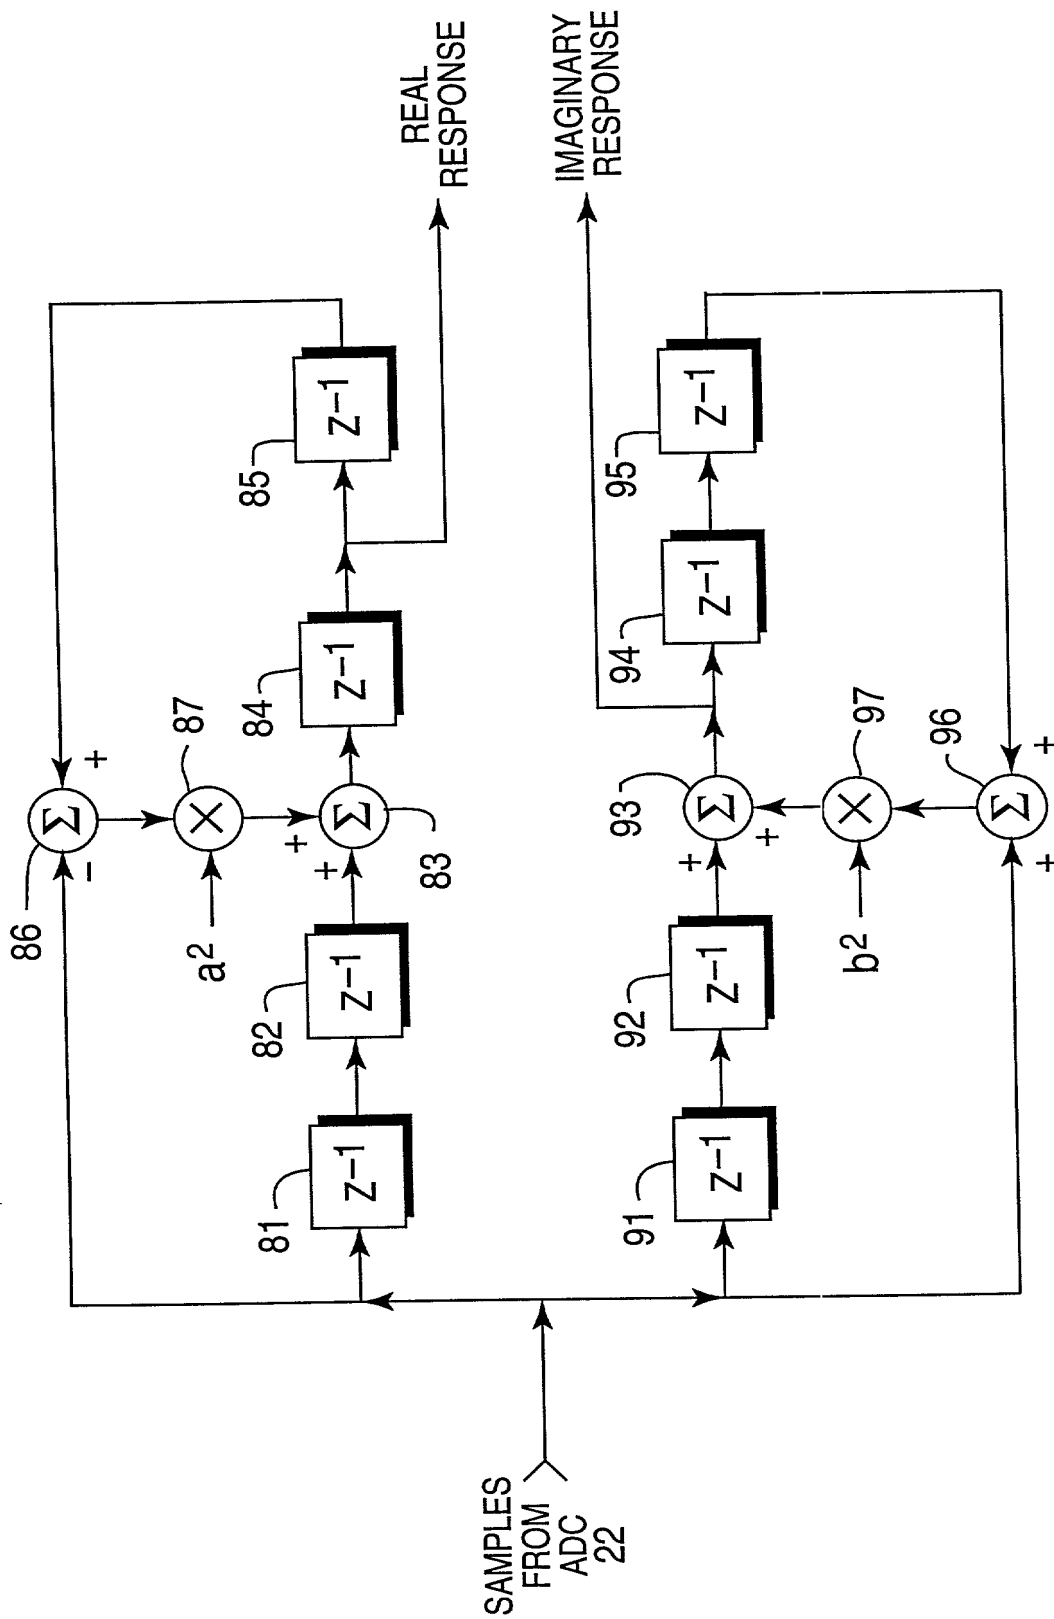 SAMPLES
FROM
ADC
22
86
Σ
−
+
a²
×
87
81
z⁻¹
82
z⁻¹
+
+
Σ
83
84
z⁻¹
85
z⁻¹
REAL
RESPONSE
91
z⁻¹
92
z⁻¹
+
+
93
Σ
94
z⁻¹
95
z⁻¹
IMAGINARY
RESPONSE
b²
×
97
96
Σ
+
+